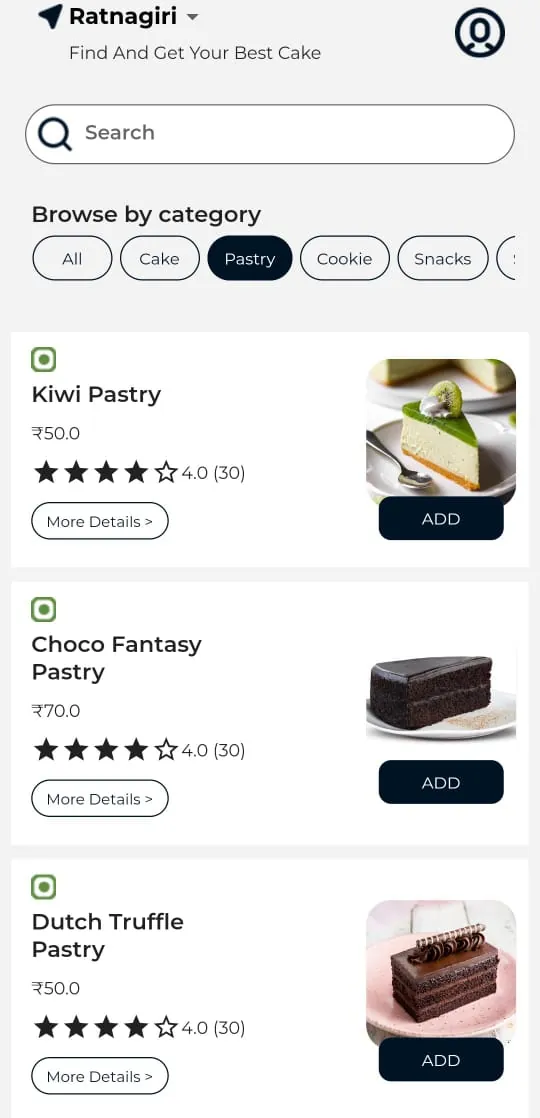 Ratnagiri
Find And Get Your Best Cake
Search
Browse by category
All Cake Pastry Cookie Snacks
Kiwi Pastry
₹50.0
4.0 (30)
More Details >
ADD
Choco Fantasy
Pastry
₹70.0
4.0 (30)
More Details >
ADD
Dutch Truffle
Pastry
₹50.0
4.0 (30)
More Details >
ADD